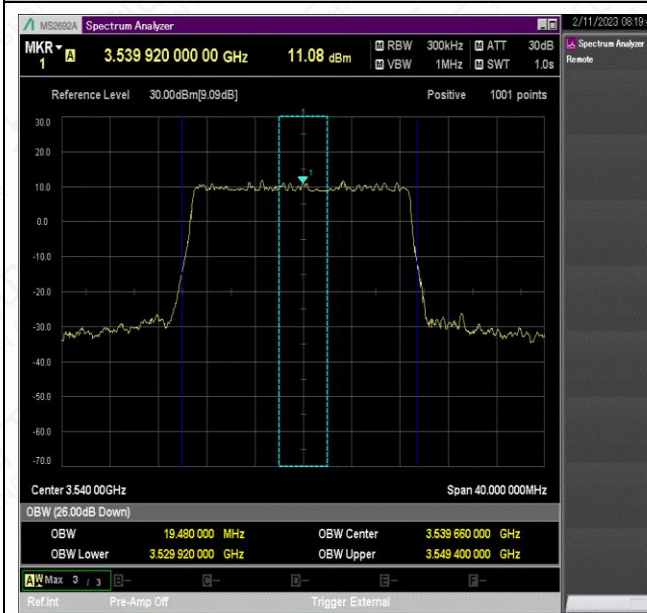 MS2692A Spectrum Analyzer
2/11/2023 08:19:
MKR 1 A 3.539 920 000 00 GHz 11.08 dBm
RBW 300kHz ATT 30dB
VBW 1MHz SWT 1.0s
Spectrum Analyzer
Remote
Reference Level 30.00dBm[9.09dB] Positive 1001 points
1
30.0
20.0
1
10.0
0.0
-10.0
-20.0
-30.0
-40.0
-50.0
-60.0
-70.0
Center 3.540 00GHz Span 40.000 000MHz
OBW (26.00dB Down)
OBW 19.480 000 MHz OBW Center 3.539 660 000 GHz
OBW Lower 3.529 920 000 GHz OBW Upper 3.549 400 000 GHz
A W Max 3 / 3 B- C- D- E- F-
Ref.Int Pre-Amp Off Trigger External